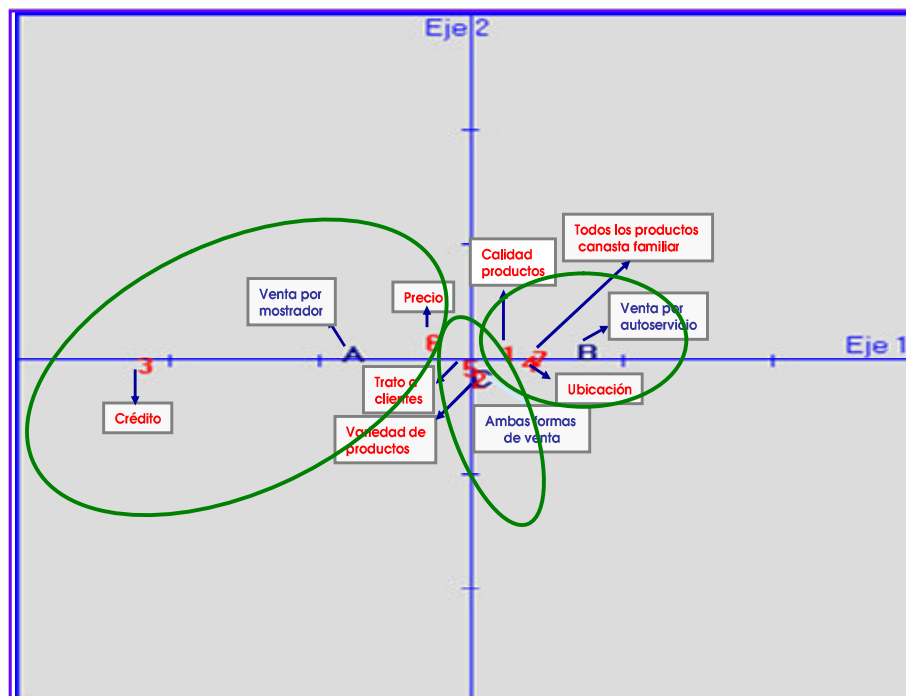 Eje 2
Todos los productos
canasta familiar
Calidad
productos
Venta por
mostrador
Precio
Venta por
autoservicio
Eje 1
6
A
B
1
4
7
3
5
2
C
Trato a
clientes
Ubicación
Crédito
Variedad de
productos
Ambas formas
de venta